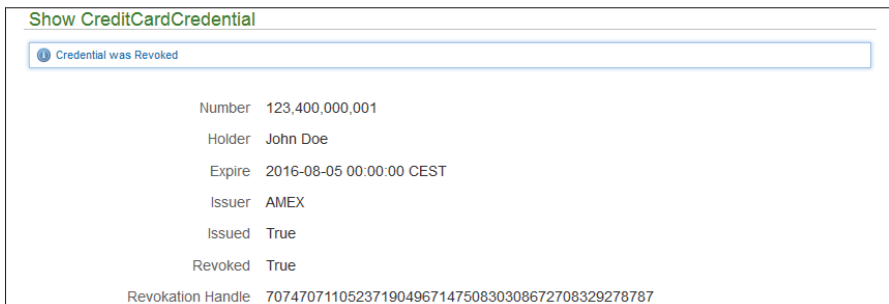 Show CreditCardCredential
Credential was Revoked
Number 123,400,000,001
Holder John Doe
Expire 2016-08-05 00:00:00 CEST
Issuer AMEX
Issued True
Revoked True
Revokation Handle 70747071105237190496714750830308672708329278787